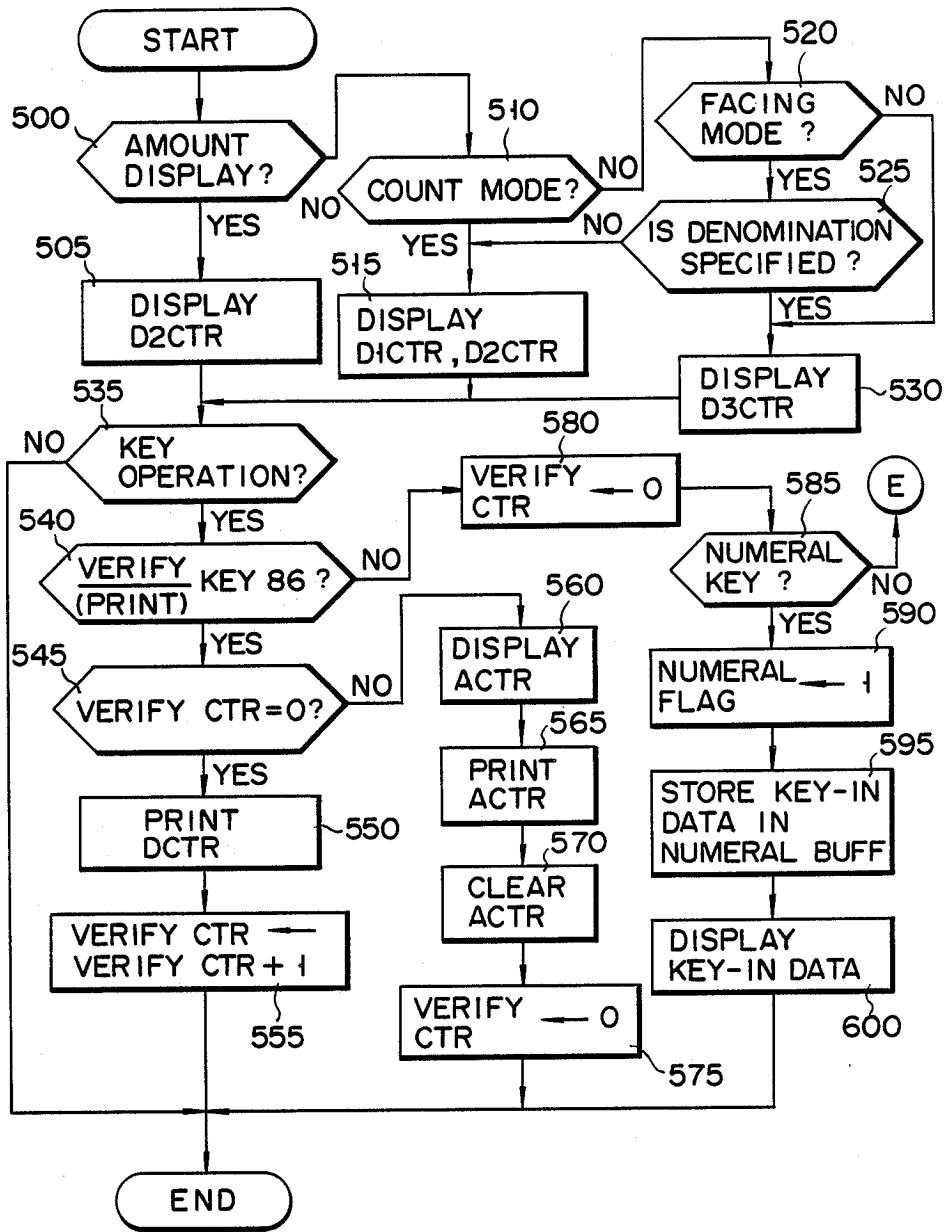 START
500
AMOUNT
DISPLAY?
NO
YES
510
COUNT MODE?
NO
YES
520
FACING
MODE ?
NO
YES
525
IS DENOMINATION
SPECIFIED ?
NO
YES
505
DISPLAY
D2CTR
515
DISPLAY
D1CTR, D2CTR
DISPLAY
D3CTR
530
535
KEY
OPERATION?
NO
YES
540
VERIFY
(PRINT)
KEY 86 ?
NO
YES
580
VERIFY
CTR ← 0
585
NUMERAL
KEY ?
NO
YES
E
545
VERIFY CTR=0?
NO
YES
560
DISPLAY
ACTR
590
NUMERAL
FLAG ← 1
565
PRINT
ACTR
595
STORE KEY-IN
DATA IN
NUMERAL BUFF
PRINT
DCTR
550
570
CLEAR
ACTR
VERIFY CTR ←
VERIFY CTR + 1
555
DISPLAY
KEY-IN DATA
600
VERIFY
CTR ← 0
575
END